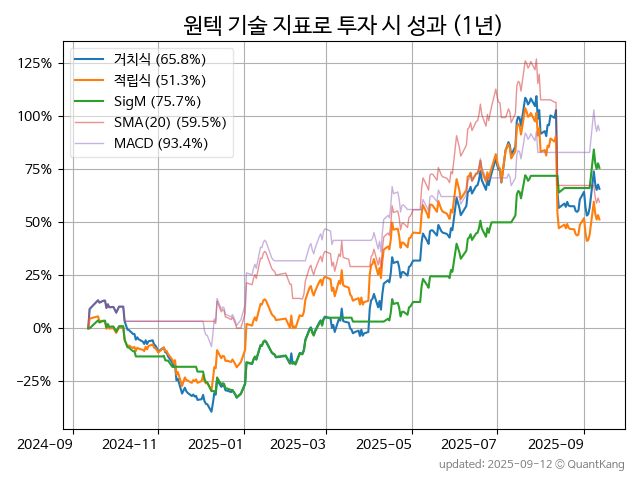 원텍 기술 지표로 투자 시 성과 (1년)
125%
100%
75%
50%
25%
0%
−25%
거치식 (65.8%)
적립식 (51.3%)
SigM (75.7%)
SMA(20) (59.5%)
MACD (93.4%)
2024-09
2024-11
2025-01
2025-03
2025-05
2025-07
2025-09
updated: 2025-09-12 © QuantKang